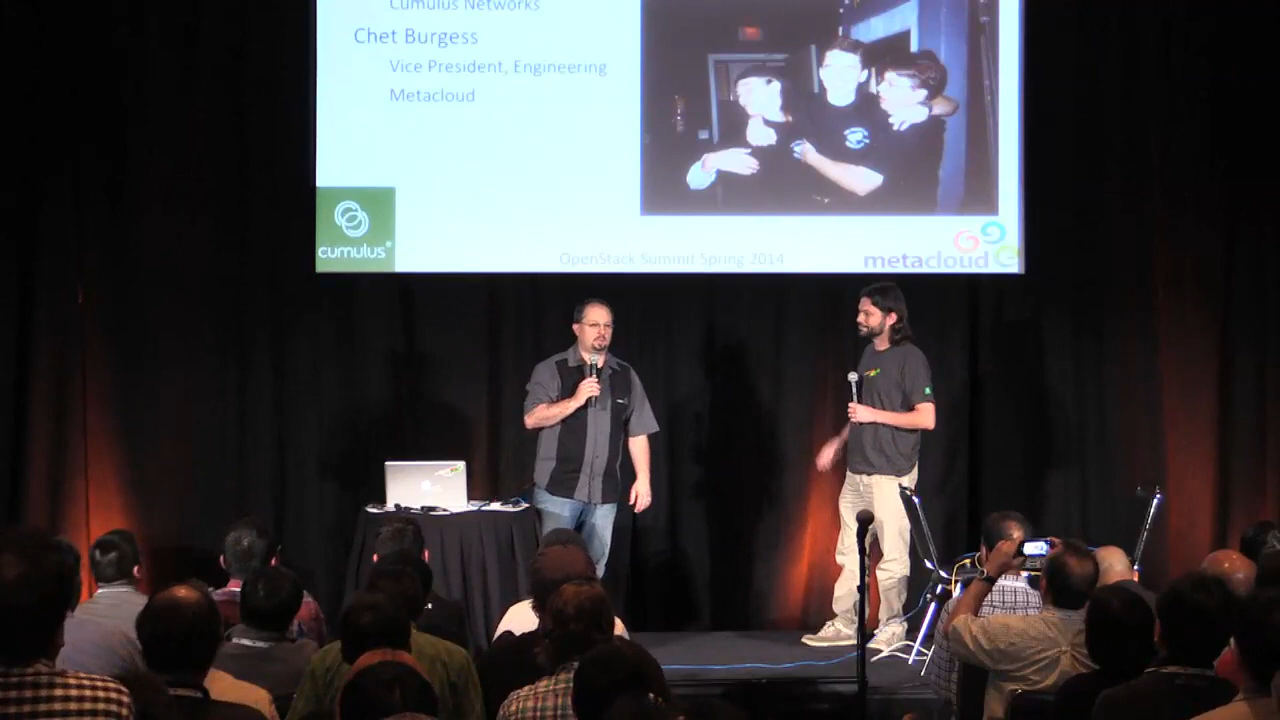 Cumulus Networks
Chet Burgess
Vice President, Engineering
Metacloud
cumulus®
OpenStack Summit Spring 2014
metacloud